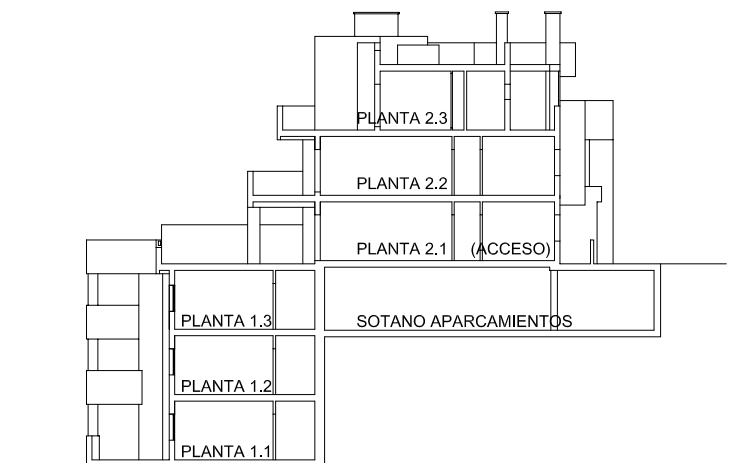 PLANTA 2.3
PLANTA 2.2
PLANTA 2.1 (ACCESO)
PLANTA 1.3 SOTANO APARCAMIENTOS
PLANTA 1.2
PLANTA 1.1